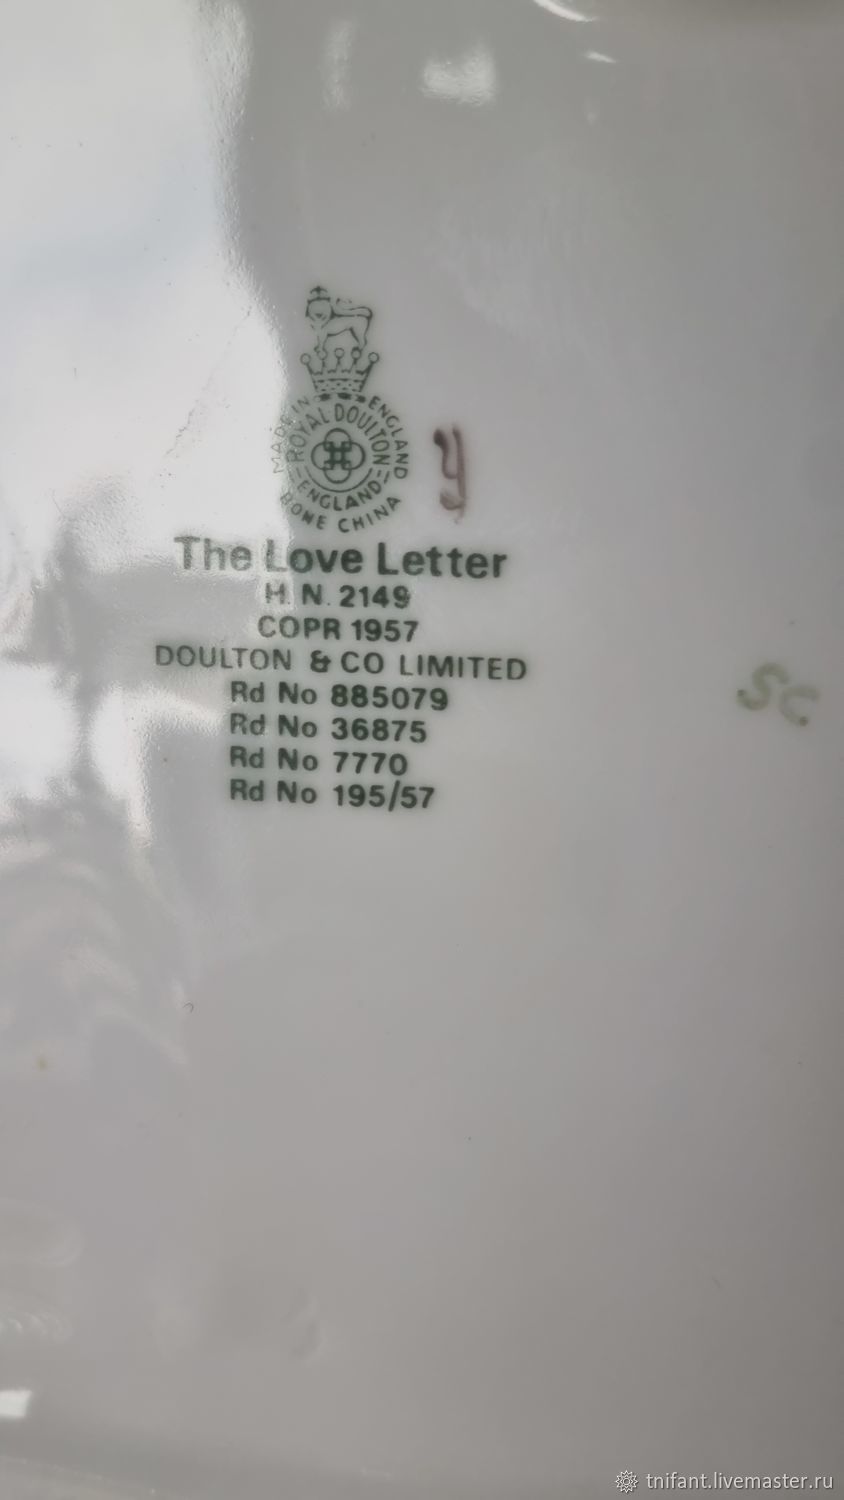 MADE IN ENGLAND
ROYAL DOULTON
ENGLAND
BONE CHINA
y
The Love Letter
H. N. 2149
COPR 1957
DOULTON & CO LIMITED
SC
Rd No 885079
Rd No 36875
Rd No 7770
Rd No 195/57
tnifant.livemaster.ru